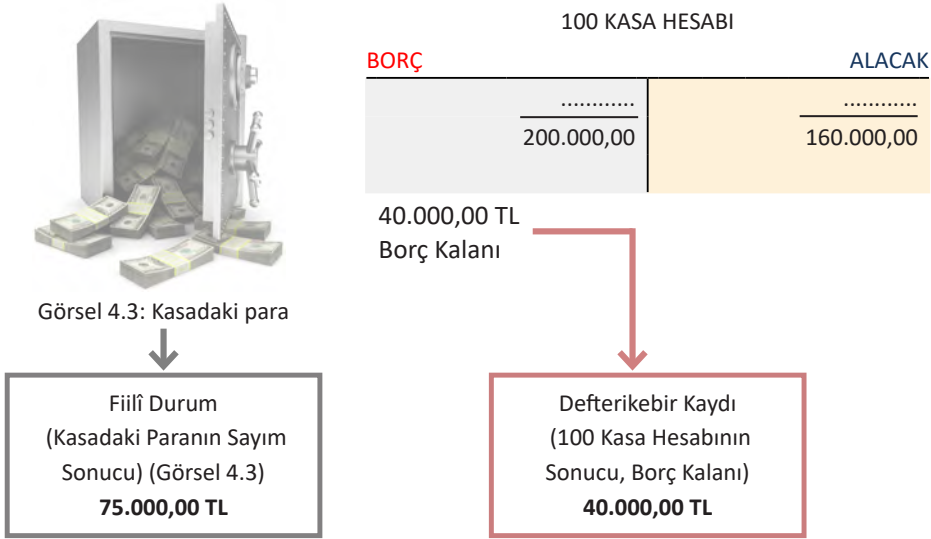 100 KASA HESABI
BORÇ ALACAK
............ ............
200.000,00 160.000,00
40.000,00 TL
Borç Kalanı
Görsel 4.3: Kasadaki para
Fiilî Durum
(Kasadaki Paranın Sayım
Sonucu) (Görsel 4.3)
75.000,00 TL
Defterikebir Kaydı
(100 Kasa Hesabının
Sonucu, Borç Kalanı)
40.000,00 TL